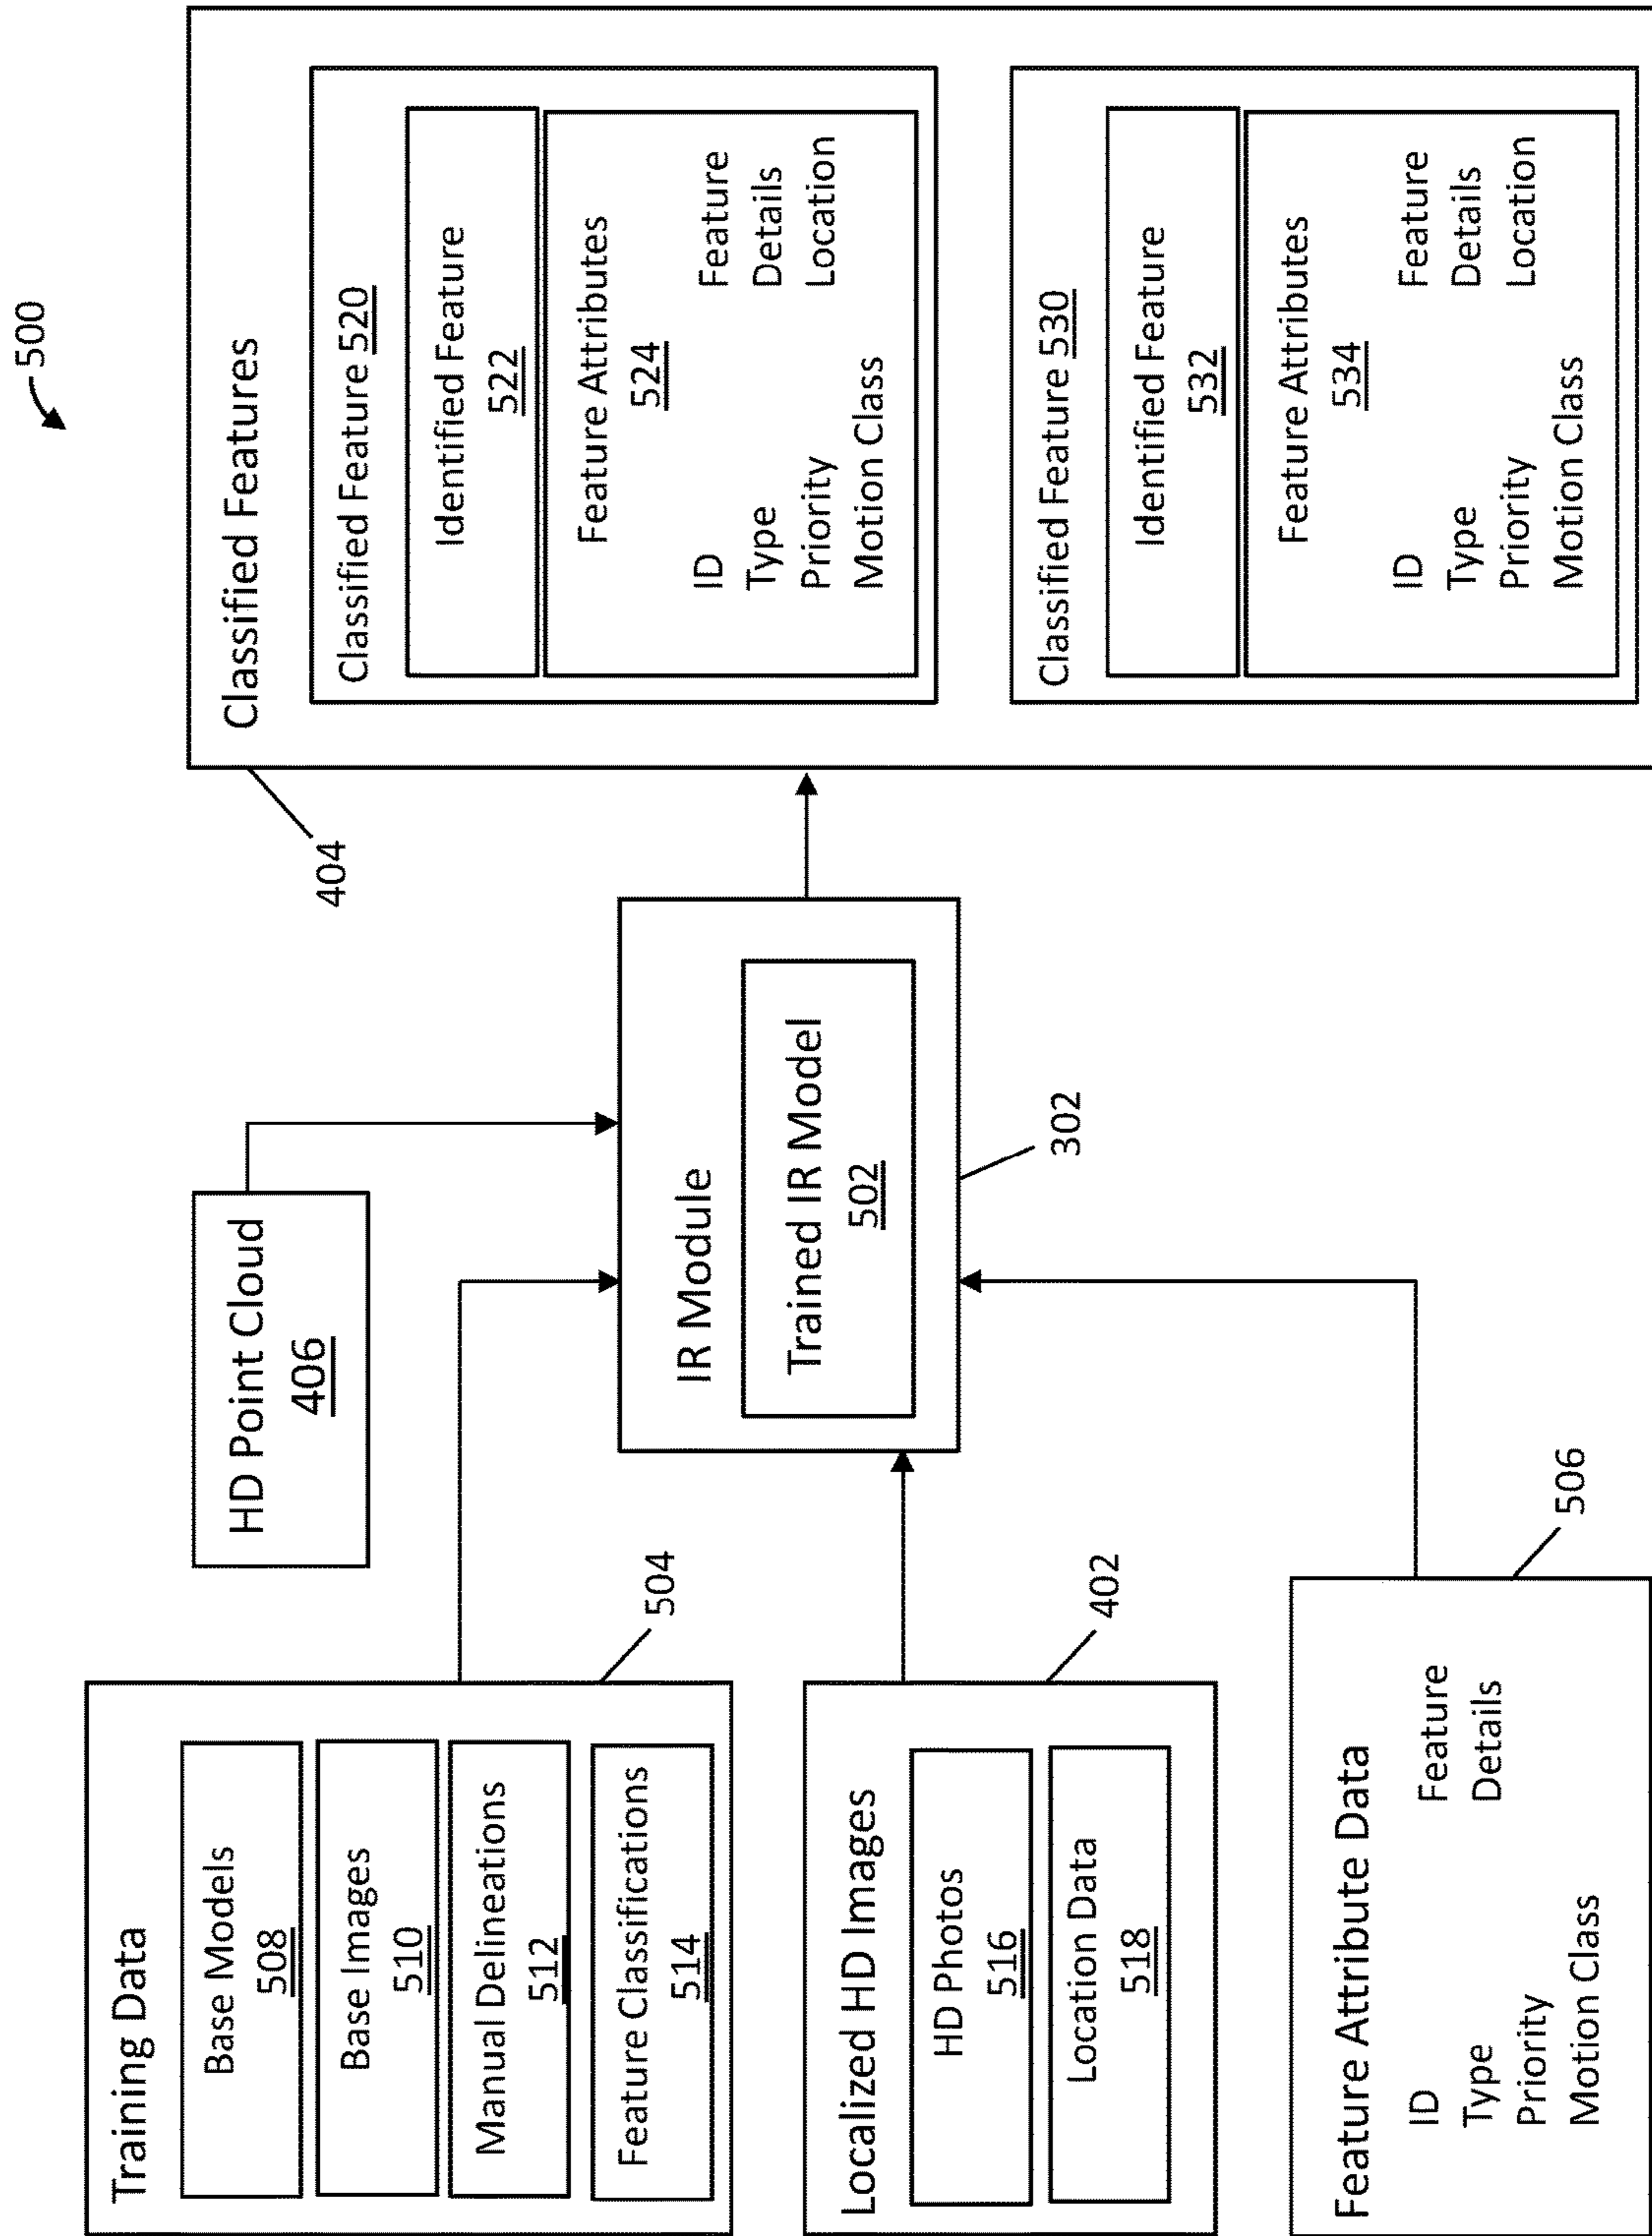 500
Training Data
Base Models
508
Base Images
510
Manual Delineations
512
Feature Classifications
514
504
HD Point Cloud
406
Localized HD Images
HD Photos
516
Location Data
518
402
Feature Attribute Data
ID
Type
Priority
Motion Class
Feature
Details
506
IR Module
Trained IR Model
502
302
404
Classified Features
Classified Feature 520
Identified Feature
522
Feature Attributes
524
ID
Type
Priority
Motion Class
Feature
Details
Location
Classified Feature 530
Identified Feature
532
Feature Attributes
534
ID
Type
Priority
Motion Class
Feature
Details
Location